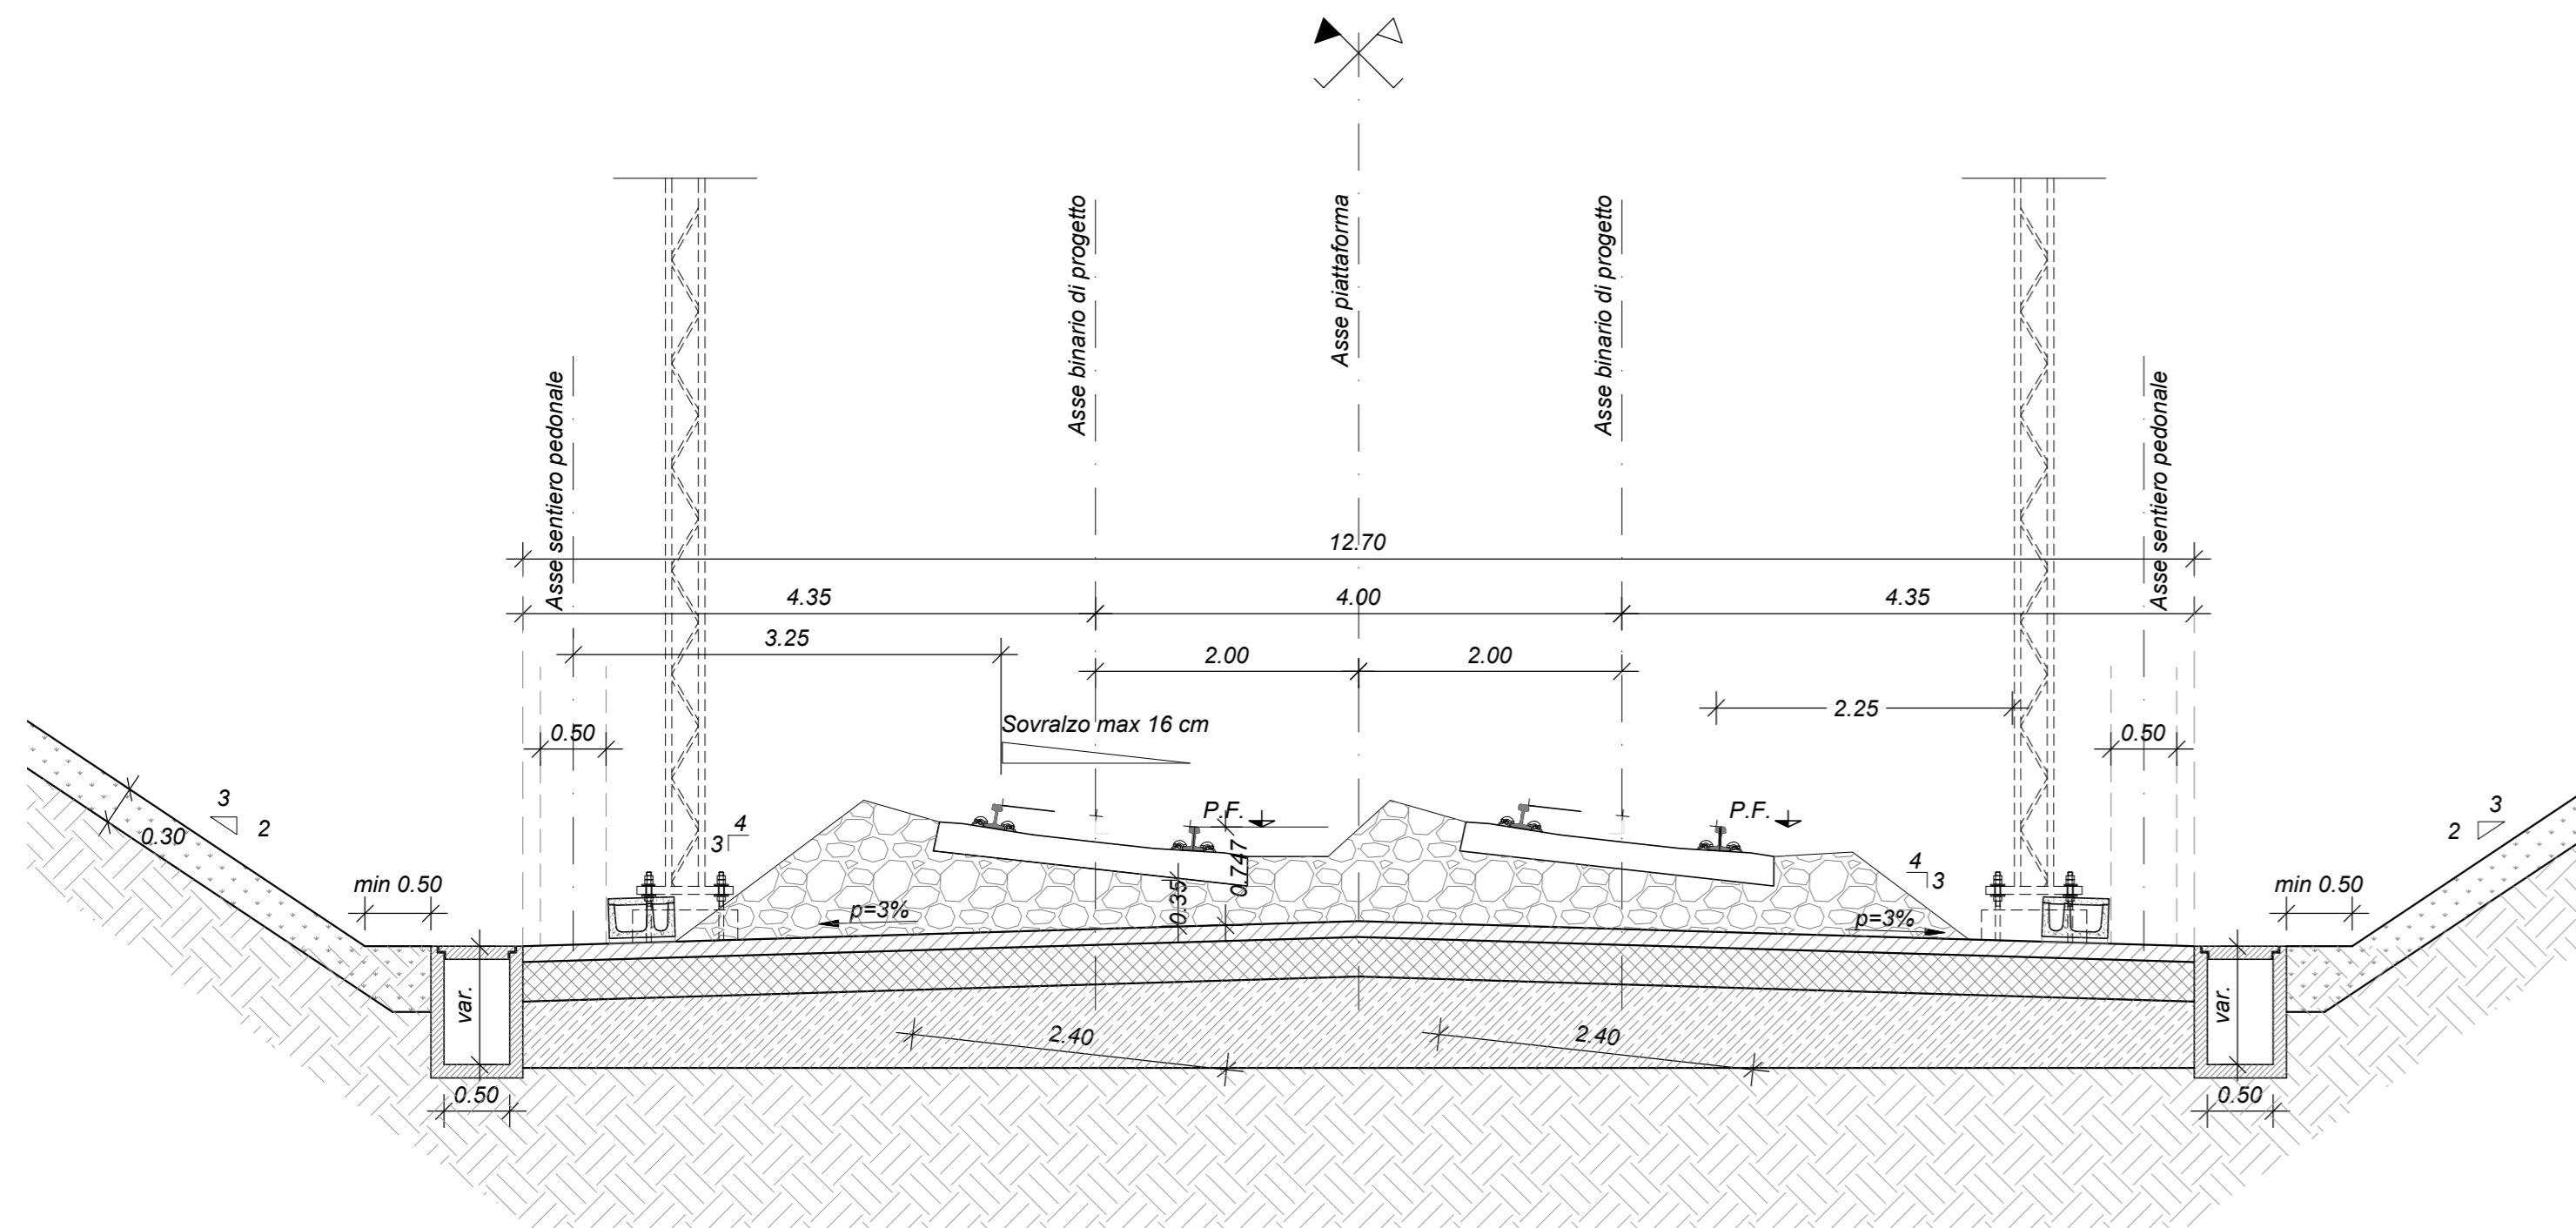 Asse sentiero pedonale
Asse binario di progetto
Asse piattaforma
Asse binario di progetto
Asse sentiero pedonale
12.70
4.35
4.00
4.35
3.25
2.00
2.00
2.25
0.50
Sovralzo max 16 cm
0.50
3
2
0.30
4
3
P.F.
P.F.
3
2
4
3
min 0.50
0.35
0.747
min 0.50
p=3%
p=3%
var.
var.
2.40
2.40
0.50
0.50